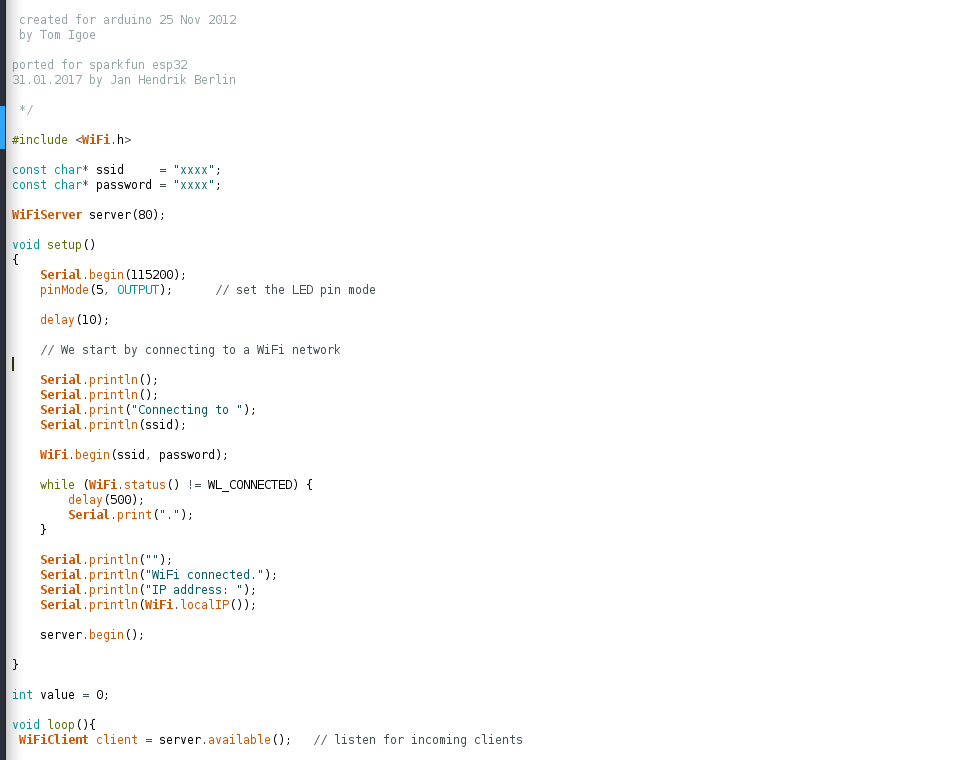 created for arduino 25 Nov 2012
by Tom Igoe
ported for sparkfun esp32
31.01.2017 by Jan Hendrik Berlin
*/
#include <WiFi.h>
const char* ssid     = "xxxx";
const char* password = "xxxx";
WiFiServer server(80);
void setup()
{
    Serial.begin(115200);
    pinMode(5, OUTPUT);      // set the LED pin mode
    delay(10);
    // We start by connecting to a WiFi network
    Serial.println();
    Serial.println();
    Serial.print("Connecting to ");
    Serial.println(ssid);
    WiFi.begin(ssid, password);
    while (WiFi.status() != WL_CONNECTED) {
        delay(500);
        Serial.print(".");
    }
    Serial.println("");
    Serial.println("WiFi connected.");
    Serial.println("IP address: ");
    Serial.println(WiFi.localIP());
    server.begin();
}
int value = 0;
void loop(){
 WiFiClient client = server.available();   // listen for incoming clients